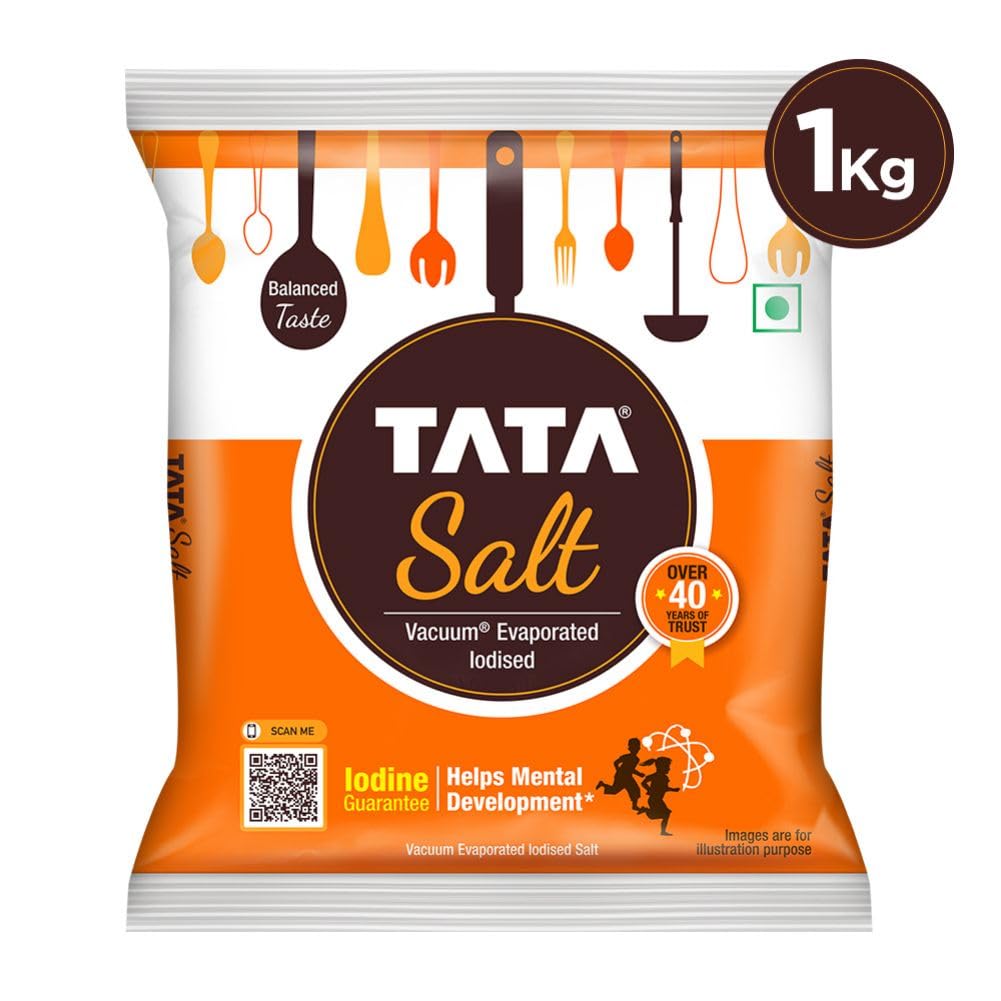 1Kg
Balanced
Taste
TATA®
Salt
Vacuum® Evaporated
Iodised
TATA® Salt
TATA® Salt
OVER
40
YEARS OF
TRUST
SCAN ME
Iodine
Guarantee
Helps Mental
Development*
Images are for
illustration purpose
Vacuum Evaporated Iodised Salt